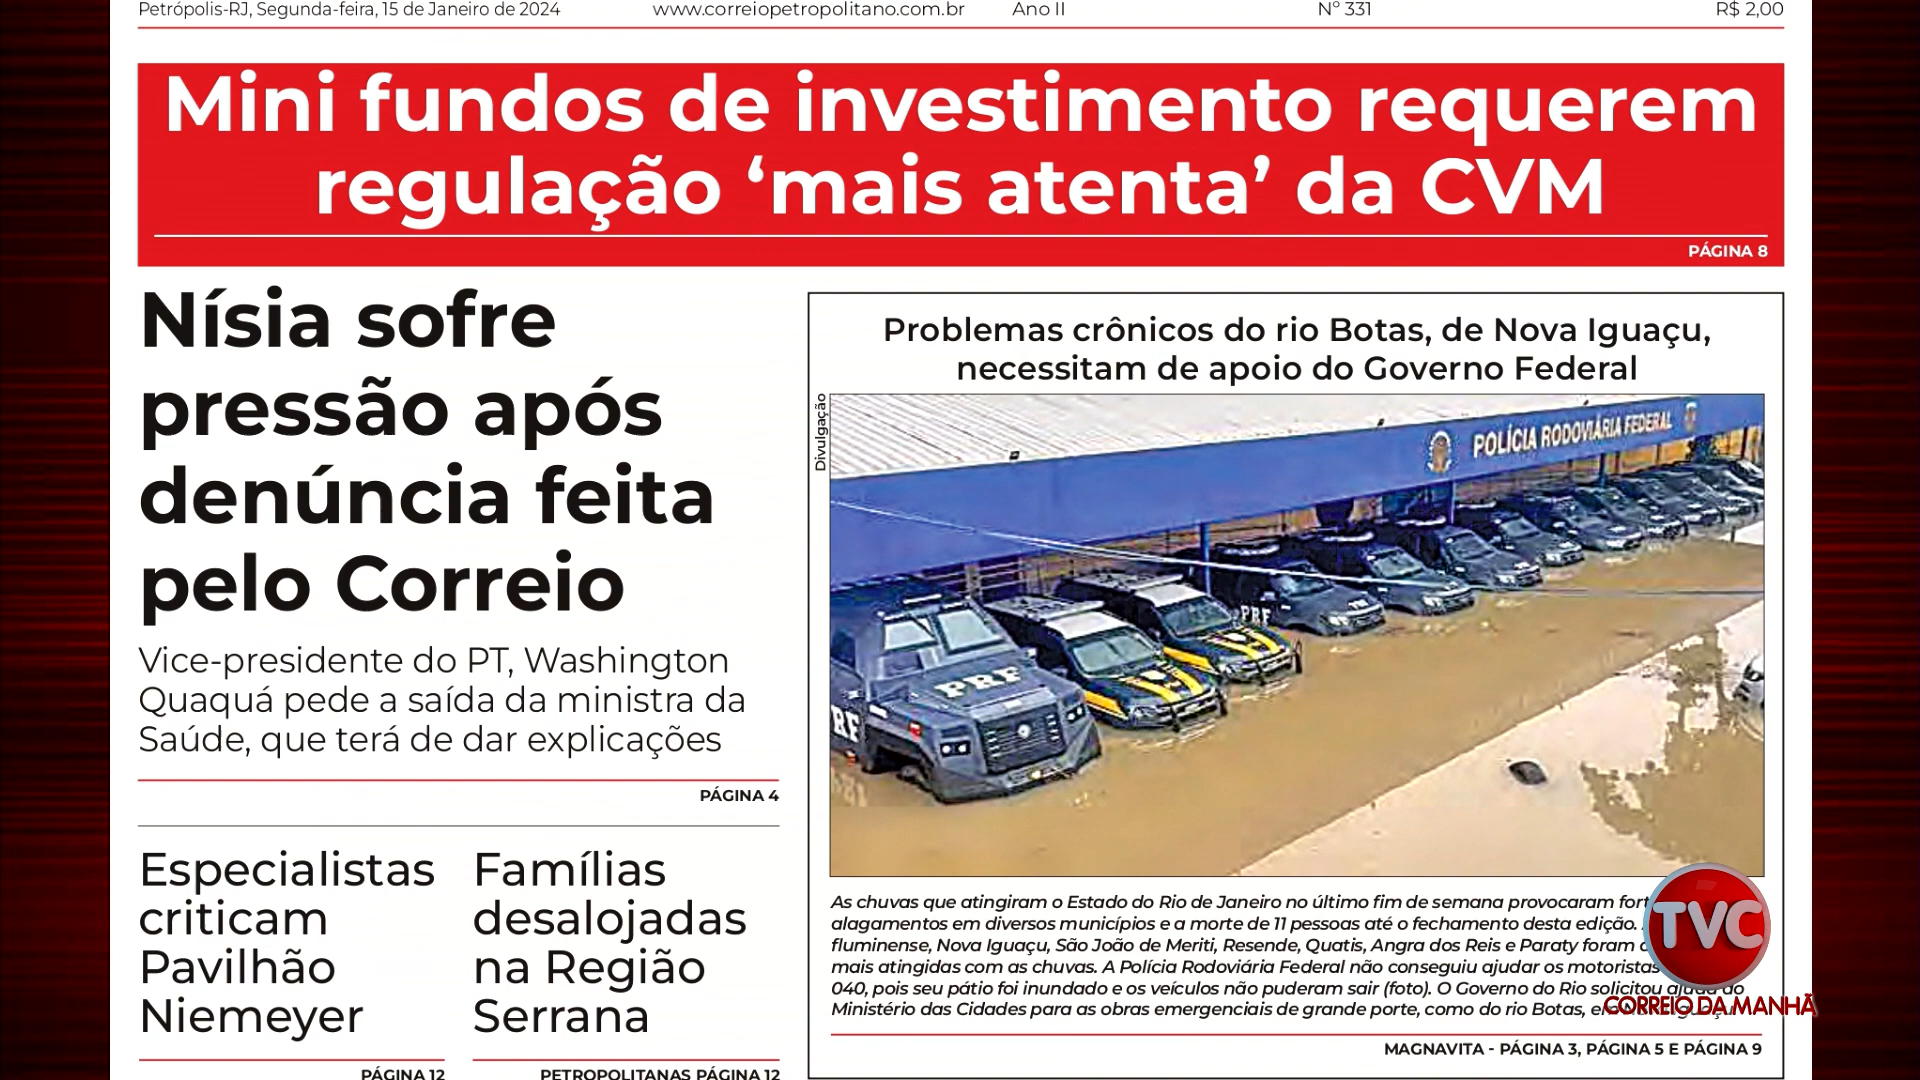 Petrópolis-RJ, Segunda-feira, 15 de Janeiro de 2024 www.correiopetropolitano.com.br Ano II Nº 331 R$ 2,00
Mini fundos de investimento requerem
regulação ‘mais atenta’ da CVM
PÁGINA 8
Nísia sofre
pressão após
denúncia feita
pelo Correio
Vice-presidente do PT, Washington
Quaquá pede a saída da ministra da
Saúde, que terá de dar explicações
PÁGINA 4
Especialistas
criticam
Pavilhão
Niemeyer
PÁGINA 12
Famílias
desalojadas
na Região
Serrana
PETROPOLITANAS PÁGINA 12
Problemas crônicos do rio Botas, de Nova Iguaçu,
necessitam de apoio do Governo Federal
Divulgação
POLÍCIA RODOVIÁRIA FEDERAL
PRF
PRF
PRF
As chuvas que atingiram o Estado do Rio de Janeiro no último fim de semana provocaram
alagamentos em diversos municípios e a morte de 11 pessoas até o fechamento desta edição.
fluminense, Nova Iguaçu, São João de Meriti, Resende, Quatis, Angra dos Reis e Paraty foram
mais atingidas com as chuvas. A Polícia Rodoviária Federal não conseguiu ajudar os motoristas
040, pois seu pátio foi inundado e os veículos não puderam sair (foto). O Governo do Rio solicitou ajuda ao
Ministério das Cidades para as obras emergenciais de grande porte, como do rio Botas,
MAGNAVITA - PÁGINA 3, PÁGINA 5 E PÁGINA 9
TVC
CORREIO DA MANHÃ